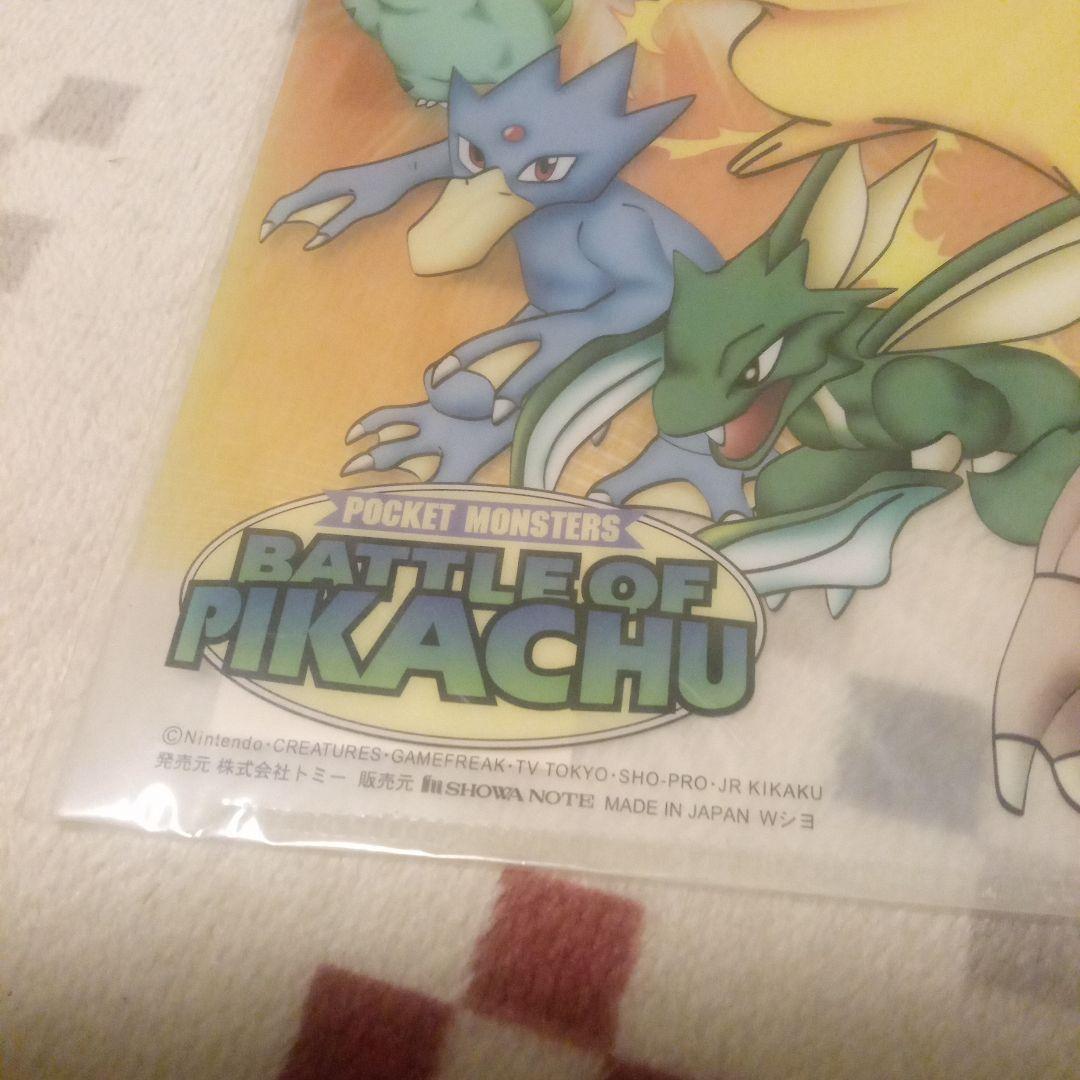 POCKET MONSTERS
BATTLE OF
PIKACHU
©Nintendo・CREATURES・GAMEFREAK・TV TOKYO・SHO-PRO・JR KIKAKU
発売元 株式会社トミー 販売元 SHOWA NOTE MADE IN JAPAN Wシヨ